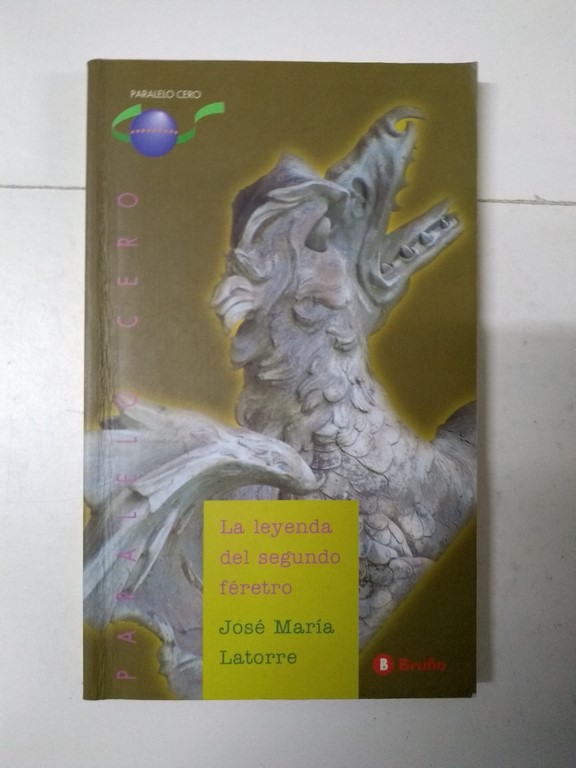 PARALELO CERO
PARALELO CERO
La leyenda
del segundo
féretro
José María
Latorre
B Bruño